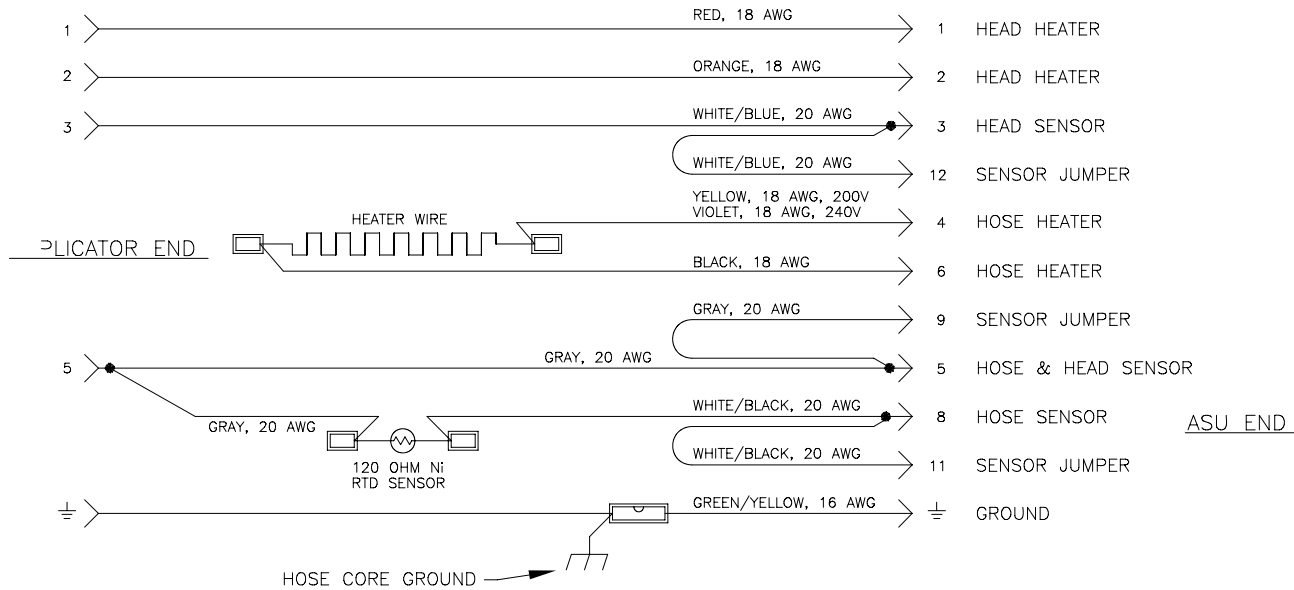 1 RED, 18 AWG 1 HEAD HEATER
2 ORANGE, 18 AWG 2 HEAD HEATER
3 WHITE/BLUE, 20 AWG 3 HEAD SENSOR
WHITE/BLUE, 20 AWG 12 SENSOR JUMPER
YELLOW, 18 AWG, 200V
VIOLET, 18 AWG, 240V 4 HOSE HEATER
HEATER WIRE
PLICATOR END
BLACK, 18 AWG 6 HOSE HEATER
GRAY, 20 AWG 9 SENSOR JUMPER
5 GRAY, 20 AWG 5 HOSE & HEAD SENSOR
GRAY, 20 AWG WHITE/BLACK, 20 AWG 8 HOSE SENSOR
ASU END
120 OHM Ni
RTD SENSOR
WHITE/BLACK, 20 AWG 11 SENSOR JUMPER
GREEN/YELLOW, 16 AWG GROUND
HOSE CORE GROUND